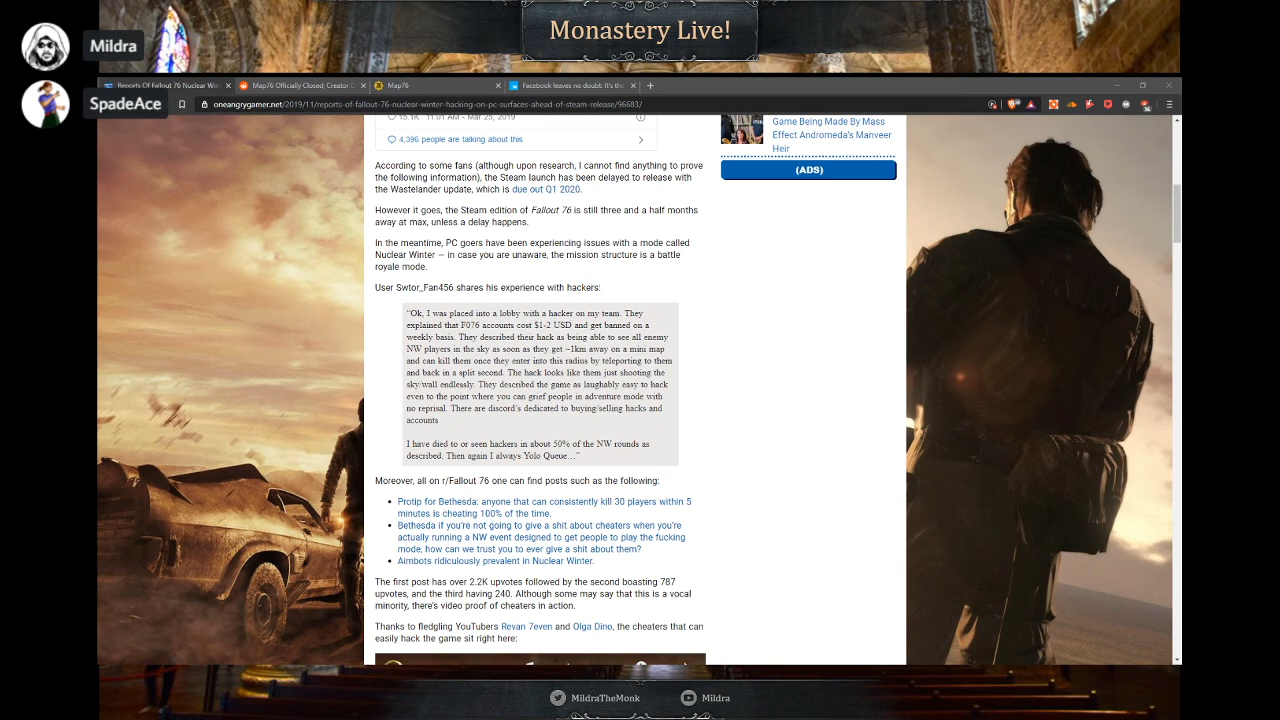 Monastery Live!
Mildra
SpadeAce
Reports Of Fallout 76 Nuclear Win
Map76 Officially Closed; Creator C
Map76
Facebook leaves no doubt: It's the
oneangrygamer.net/2019/11/reports-of-fallout-76-nuclear-winter-hacking-on-pc-surfaces-ahead-of-steam-release/96683/
15.1K 11:01 AM - Mar 25, 2019
4,396 people are talking about this
According to some fans (although upon research, I cannot find anything to prove
the following information), the Steam launch has been delayed to release with
the Wastelander update, which is due out Q1 2020.
However it goes, the Steam edition of Fallout 76 is still three and a half months
away at max, unless a delay happens.
In the meantime, PC goers have been experiencing issues with a mode called
Nuclear Winter — in case you are unaware, the mission structure is a battle
royale mode.
User Swtor_Fan456 shares his experience with hackers:
"Ok, I was placed into a lobby with a hacker on my team. They
explained that F076 accounts cost $1-2 USD and get banned on a
weekly basis. They described their hack as being able to see all enemy
NW players in the sky as soon as they get ~1km away on a mini map
and can kill them once they enter into this radius by teleporting to them
and back in a split second. The hack looks like them just shooting the
sky/wall endlessly. They described the game as laughably easy to hack
even to the point where you can grief people in adventure mode with
no reprisal. There are discord's dedicated to buying/selling hacks and
accounts
I have died to or seen hackers in about 50% of the NW rounds as
described. Then again I always Yolo Queue…"
Moreover, all on r/Fallout 76 one can find posts such as the following:
Protip for Bethesda: anyone that can consistently kill 30 players within 5
minutes is cheating 100% of the time.
Bethesda if you're not going to give a shit about cheaters when you're
actually running a NW event designed to get people to play the fucking
mode, how can we trust you to ever give a shit about them?
Aimbots ridiculously prevalent in Nuclear Winter.
The first post has over 2.2K upvotes followed by the second boasting 787
upvotes, and the third having 240. Although some may say that this is a vocal
minority, there's video proof of cheaters in action.
Thanks to fledgling YouTubers Revan 7even and Olga Dino, the cheaters that can
easily hack the game sit right here:
Game Being Made By Mass
Effect Andromeda's Manveer
Heir
(ADS)
MildraTheMonk
Mildra